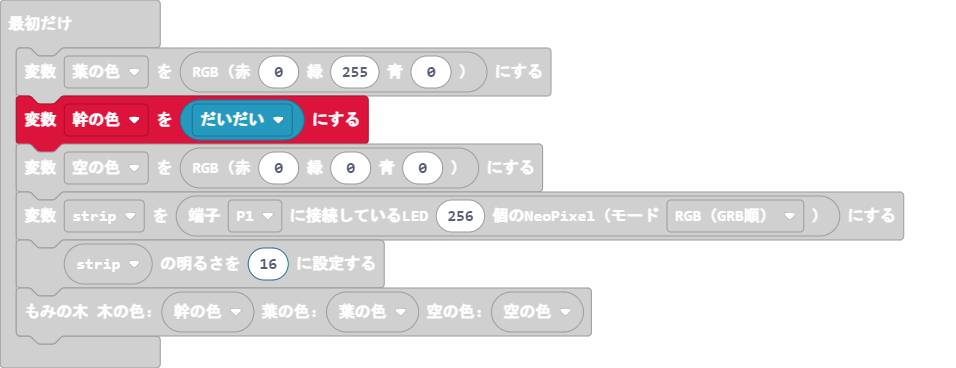 最初だけ
変数 葉の色 を RGB（赤 0 緑 255 青 0 ） にする
変数 幹の色 を だいだい にする
変数 空の色 を RGB（赤 0 緑 0 青 0 ） にする
変数 strip を 端子 P1 に接続しているLED 256 個のNeoPixel（モード RGB（GRB順） ） にする
strip の明るさを 16 に設定する
もみの木 木の色: 幹の色 葉の色: 葉の色 空の色: 空の色